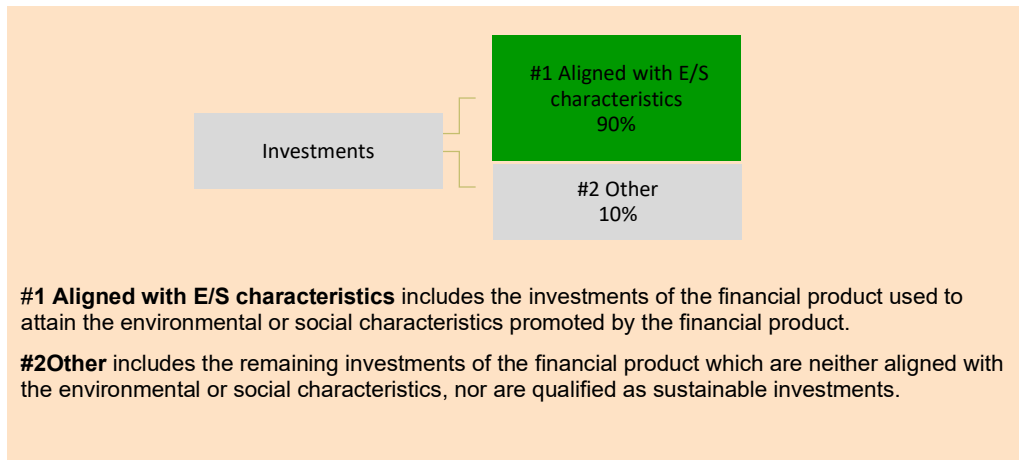 #1 Aligned with E/S
characteristics
90%
Investments
#2 Other
10%
#1 Aligned with E/S characteristics includes the investments of the financial product used to
attain the environmental or social characteristics promoted by the financial product.
#2Other includes the remaining investments of the financial product which are neither aligned with
the environmental or social characteristics, nor are qualified as sustainable investments.